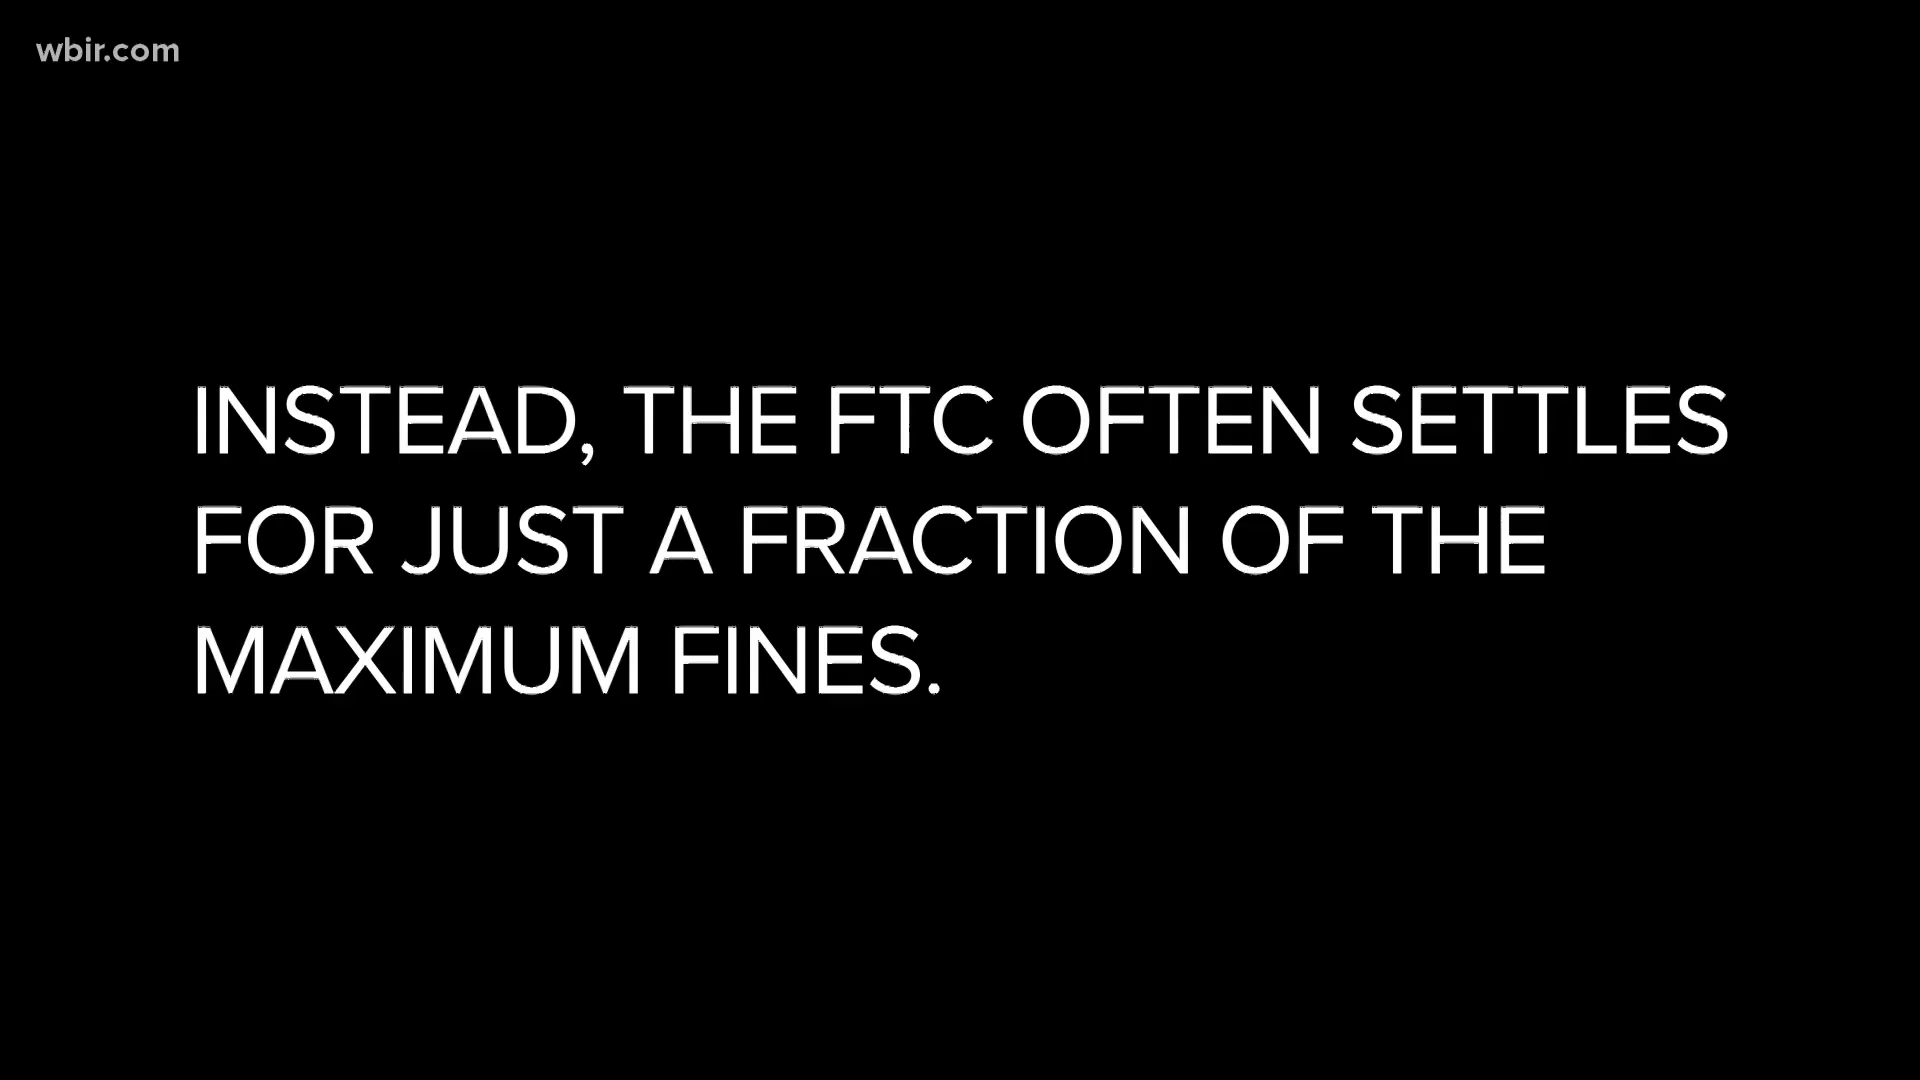 wbir.com
INSTEAD, THE FTC OFTEN SETTLES
FOR JUST A FRACTION OF THE
MAXIMUM FINES.